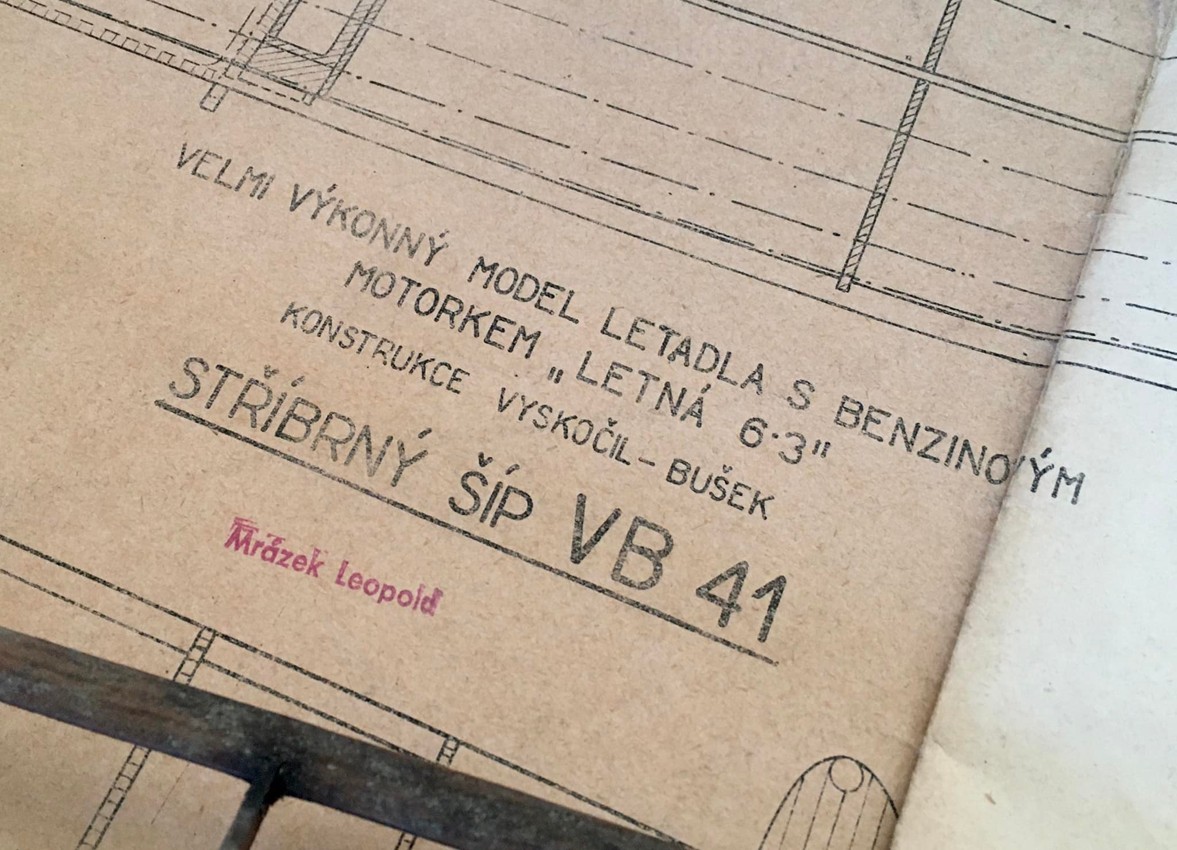 VELMI VÝKONNÝ MODEL LETADLA S BENZINOVÝM
MOTORKEM „LETNÁ 6·3"
KONSTRUKCE VYSKOČIL – BUŠEK
STŘÍBRNÝ ŠÍP VB 41
Mrázek Leopold